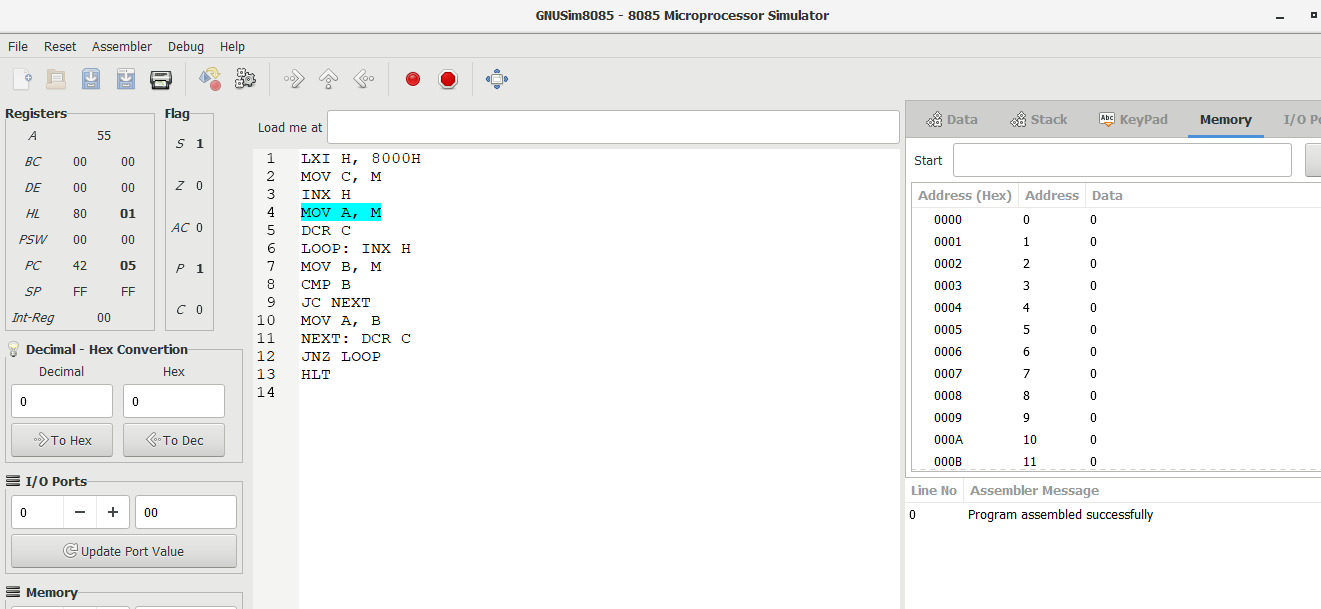 GNUSim8085 - 8085 Microprocessor Simulator
File Reset Assembler Debug Help
Registers
A 55
BC 00 00
DE 00 00
HL 80 01
PSW 00 00
PC 42 05
SP FF FF
Int-Reg 00
Flag
S 1
Z 0
AC 0
P 1
C 0
Decimal - Hex Convertion
Decimal Hex
0 0
To Hex To Dec
I/O Ports
0 − + 00
Update Port Value
Memory
Load me at
1 LXI H, 8000H
2 MOV C, M
3 INX H
4 MOV A, M
5 DCR C
6 LOOP: INX H
7 MOV B, M
8 CMP B
9 JC NEXT
10 MOV A, B
11 NEXT: DCR C
12 JNZ LOOP
13 HLT
14
Data Stack Abc KeyPad Memory I/O Po
Start
Address (Hex) Address Data
0000 0 0
0001 1 0
0002 2 0
0003 3 0
0004 4 0
0005 5 0
0006 6 0
0007 7 0
0008 8 0
0009 9 0
000A 10 0
000B 11 0
Line No Assembler Message
0 Program assembled successfully